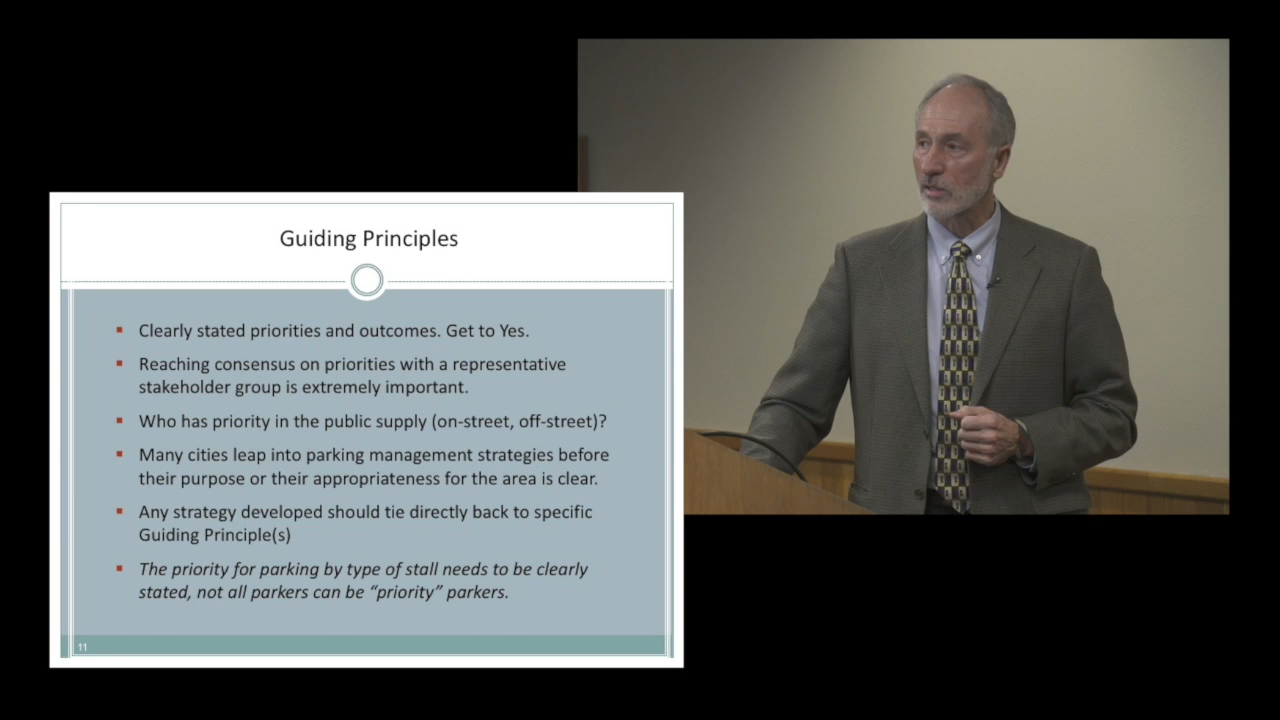 Guiding Principles
Clearly stated priorities and outcomes. Get to Yes.
Reaching consensus on priorities with a representative
stakeholder group is extremely important.
Who has priority in the public supply (on-street, off-street)?
Many cities leap into parking management strategies before
their purpose or their appropriateness for the area is clear.
Any strategy developed should tie directly back to specific
Guiding Principle(s)
The priority for parking by type of stall needs to be clearly
stated, not all parkers can be “priority” parkers.
11